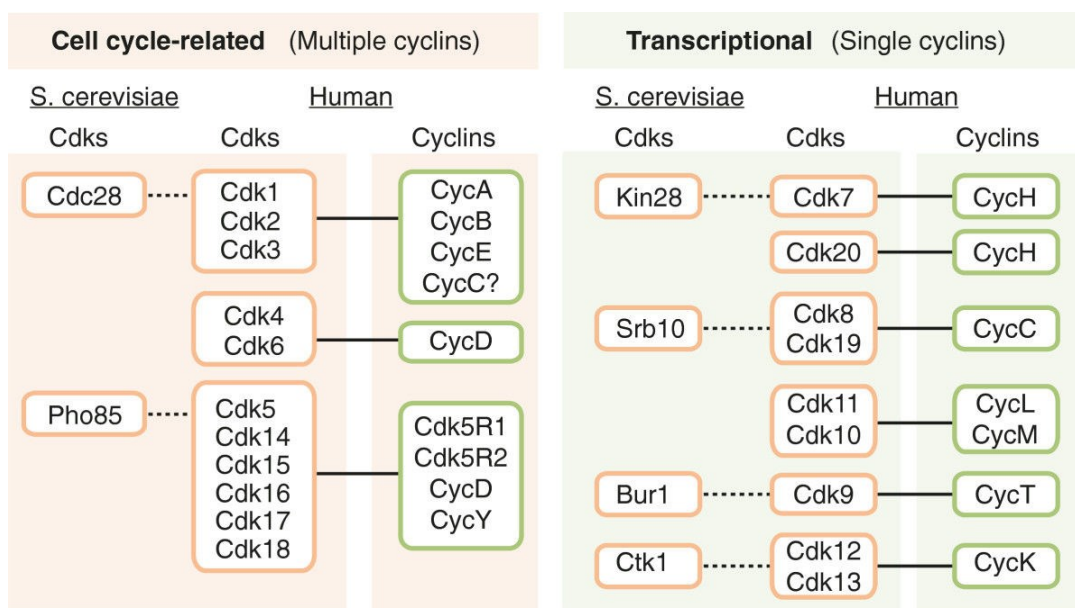 Cell cycle-related (Multiple cyclins)
S. cerevisiae Human
Cdks Cdks Cyclins
Cdc28
Cdk1
Cdk2
Cdk3
CycA
CycB
CycE
CycC?
Cdk4
Cdk6
CycD
Pho85
Cdk5
Cdk14
Cdk15
Cdk16
Cdk17
Cdk18
Cdk5R1
Cdk5R2
CycD
CycY
Transcriptional (Single cyclins)
S. cerevisiae Human
Cdks Cdks Cyclins
Kin28 Cdk7 CycH
Cdk20 CycH
Srb10
Cdk8
Cdk19
CycC
Cdk11
Cdk10
CycL
CycM
Bur1 Cdk9 CycT
Ctk1
Cdk12
Cdk13
CycK